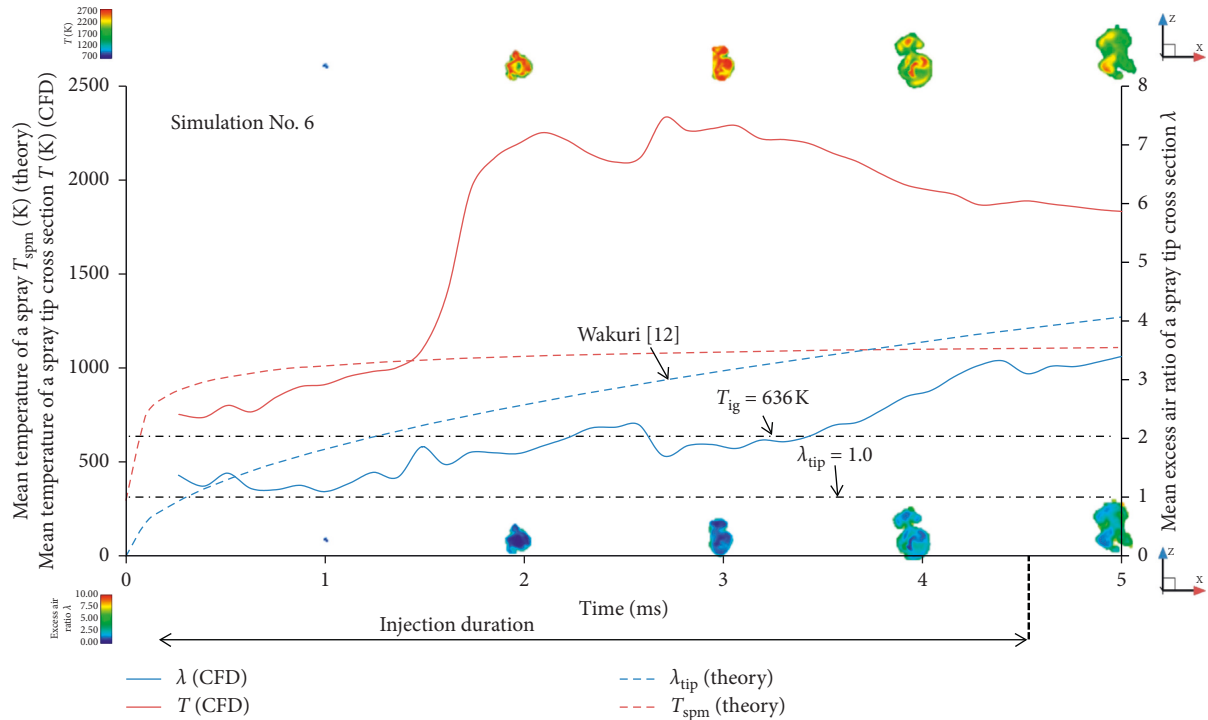 2700
2200
1700
1200
700
T (K)
z
x
Mean temperature of a spray T_spm (K) (theory)
Mean temperature of a spray tip cross section T (K) (CFD)
2500
2000
1500
1000
500
0
Simulation No. 6
Wakuri [12]
T_ig = 636 K
λ_tip = 1.0
8
7
6
5
4
3
2
1
0
Mean excess air ratio of a spray tip cross section λ
0
1
2
3
4
5
Time (ms)
z
x
Excess air
ratio λ
10.00
7.50
5.00
2.50
0.00
Injection duration
λ (CFD)
T (CFD)
λ_tip (theory)
T_spm (theory)